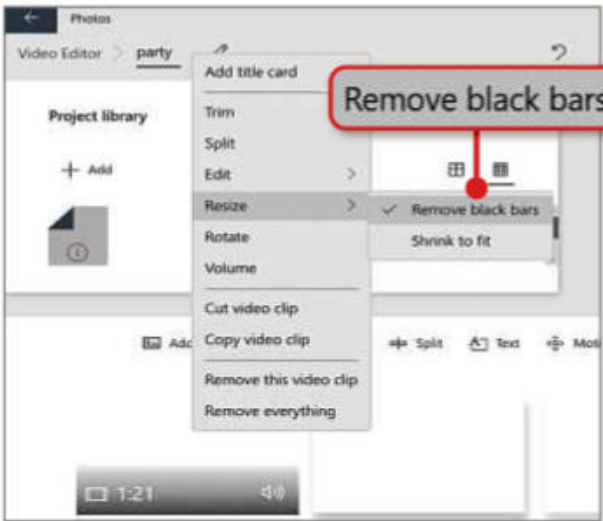 Photos
Video Editor > party
Add title card
Remove black bars
Project library
Trim
Split
+ Add
Edit >
Resize >
✓ Remove black bars
Rotate
Shrink to fit
Volume
Cut video clip
Copy video clip
Split
Text
Remove this video clip
Remove everything
1:21